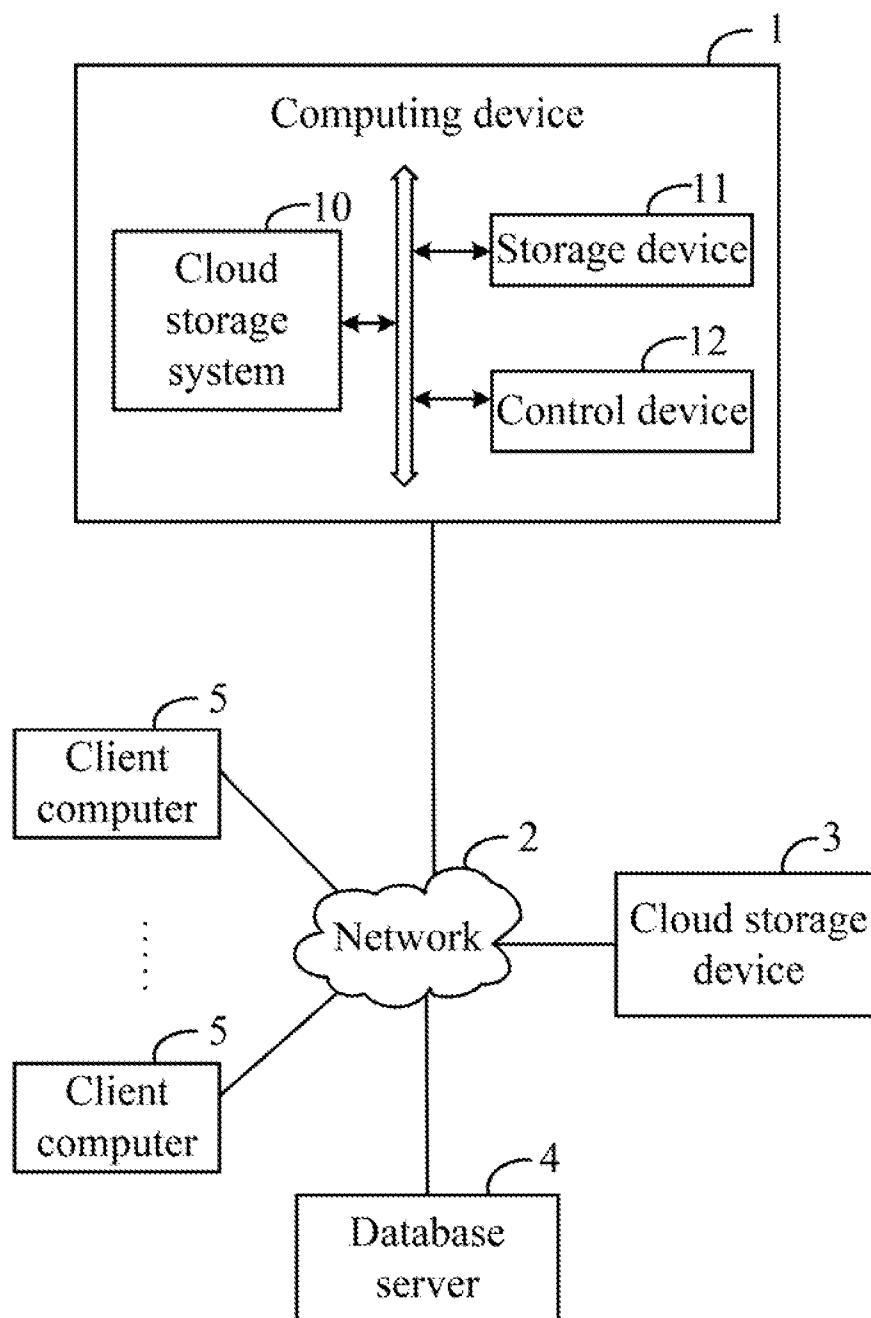 1
Computing device
10
Cloud
storage
system
11
Storage device
12
Control device
5
Client
computer
2
Network
3
Cloud storage
device
5
Client
computer
4
Database
server